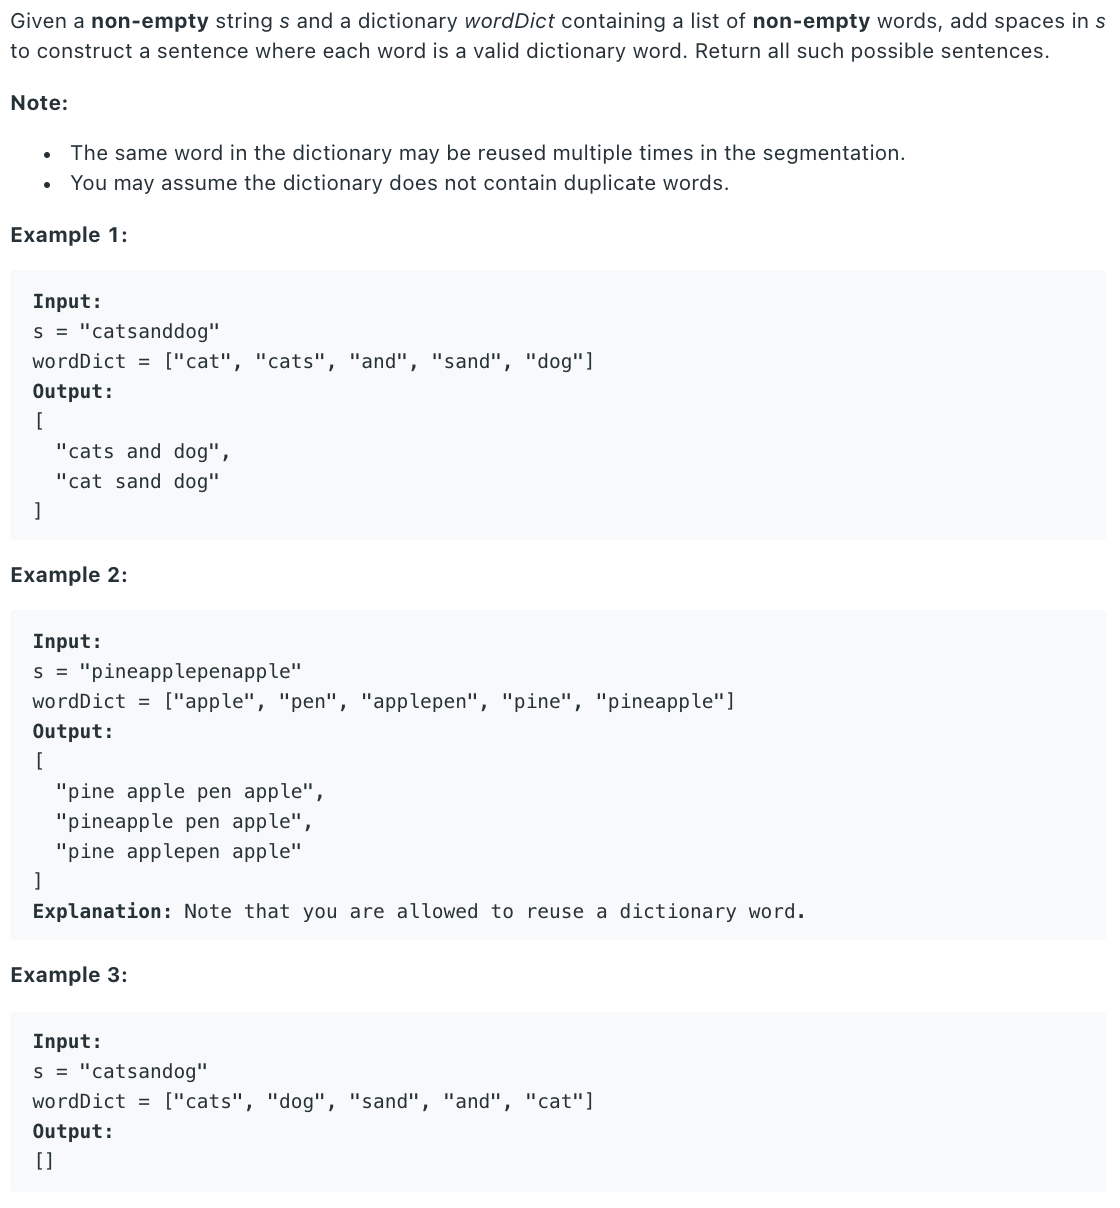 Given a non-empty string s and a dictionary wordDict containing a list of non-empty words, add spaces in s
to construct a sentence where each word is a valid dictionary word. Return all such possible sentences.
Note:
• The same word in the dictionary may be reused multiple times in the segmentation.
• You may assume the dictionary does not contain duplicate words.
Example 1:
Input:
s = "catsanddog"
wordDict = ["cat", "cats", "and", "sand", "dog"]
Output:
[
  "cats and dog",
  "cat sand dog"
]
Example 2:
Input:
s = "pineapplepenapple"
wordDict = ["apple", "pen", "applepen", "pine", "pineapple"]
Output:
[
  "pine apple pen apple",
  "pineapple pen apple",
  "pine applepen apple"
]
Explanation: Note that you are allowed to reuse a dictionary word.
Example 3:
Input:
s = "catsandog"
wordDict = ["cats", "dog", "sand", "and", "cat"]
Output:
[]